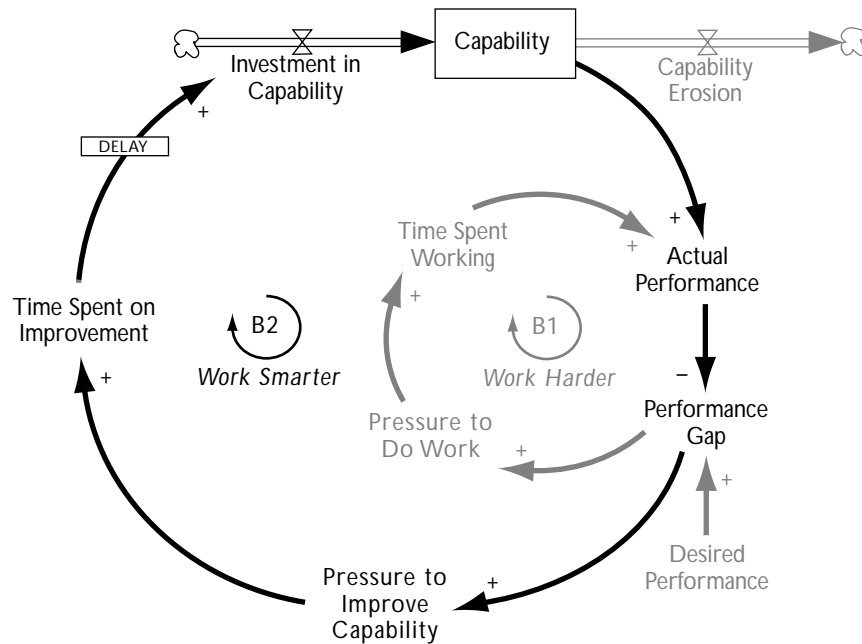 Capability
Investment in
Capability
Capability
Erosion
+
DELAY
Time Spent
Working
+
+
Actual
Performance
+
Time Spent on
Improvement
B2
Work Smarter
B1
Work Harder
+
–
Performance
Gap
Pressure to
Do Work
+
+
Desired
Performance
+
Pressure to
Improve
Capability